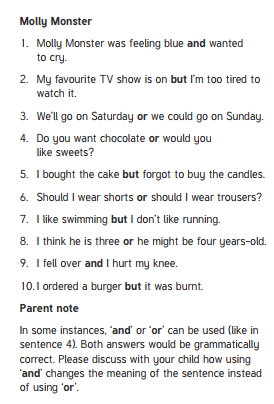 Molly Monster
1. Molly Monster was feeling blue and wanted
to cry.
2. My favourite TV show is on but I'm too tired to
watch it.
3. We'll go on Saturday or we could go on Sunday.
4. Do you want chocolate or would you
like sweets?
5. I bought the cake but forgot to buy the candles.
6. Should I wear shorts or should I wear trousers?
7. I like swimming but I don't like running.
8. I think he is three or he might be four years-old.
9. I fell over and I hurt my knee.
10. I ordered a burger but it was burnt.
Parent note
In some instances, 'and' or 'or' can be used (like in
sentence 4). Both answers would be grammatically
correct. Please discuss with your child how using
'and' changes the meaning of the sentence instead
of using 'or'.